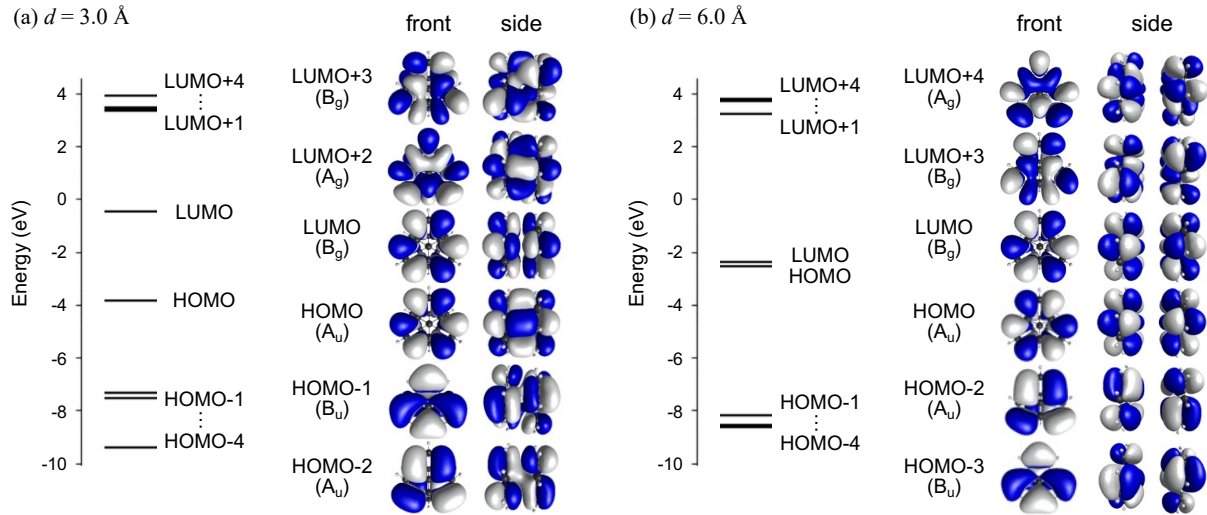 (a) d = 3.0 Å
front side
Energy (eV)
4
2
0
-2
-4
-6
-8
-10
LUMO+4
⋮
LUMO+1
LUMO
HOMO
HOMO-1
⋮
HOMO-4
LUMO+3
(Bg)
LUMO+2
(Ag)
LUMO
(Bg)
HOMO
(Au)
HOMO-1
(Bu)
HOMO-2
(Au)
(b) d = 6.0 Å
front side
Energy (eV)
4
2
0
-2
-4
-6
-8
-10
LUMO+4
⋮
LUMO+1
LUMO
HOMO
HOMO-1
⋮
HOMO-4
LUMO+4
(Ag)
LUMO+3
(Bg)
LUMO
(Bg)
HOMO
(Au)
HOMO-2
(Au)
HOMO-3
(Bu)